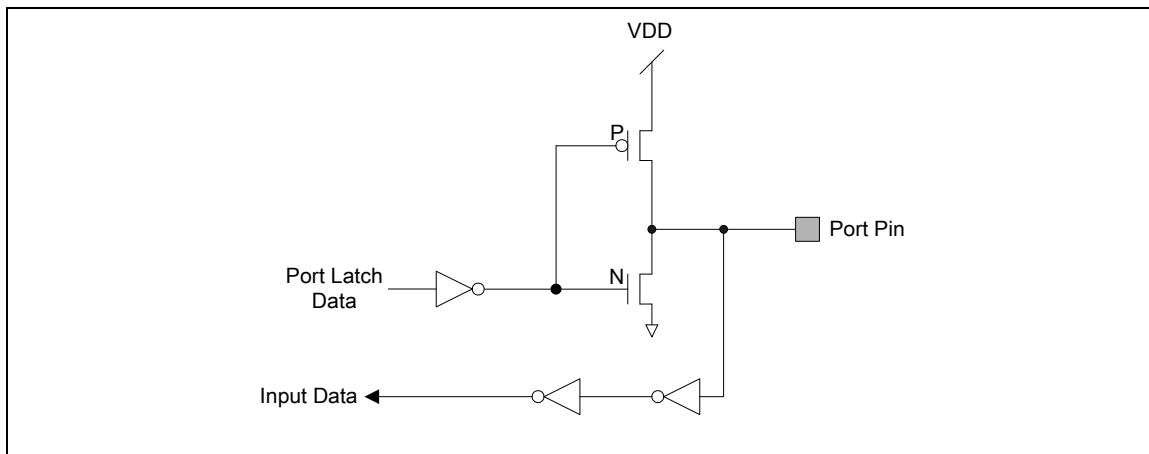 VDD
P
Port Pin
N
Port Latch
Data
Input Data